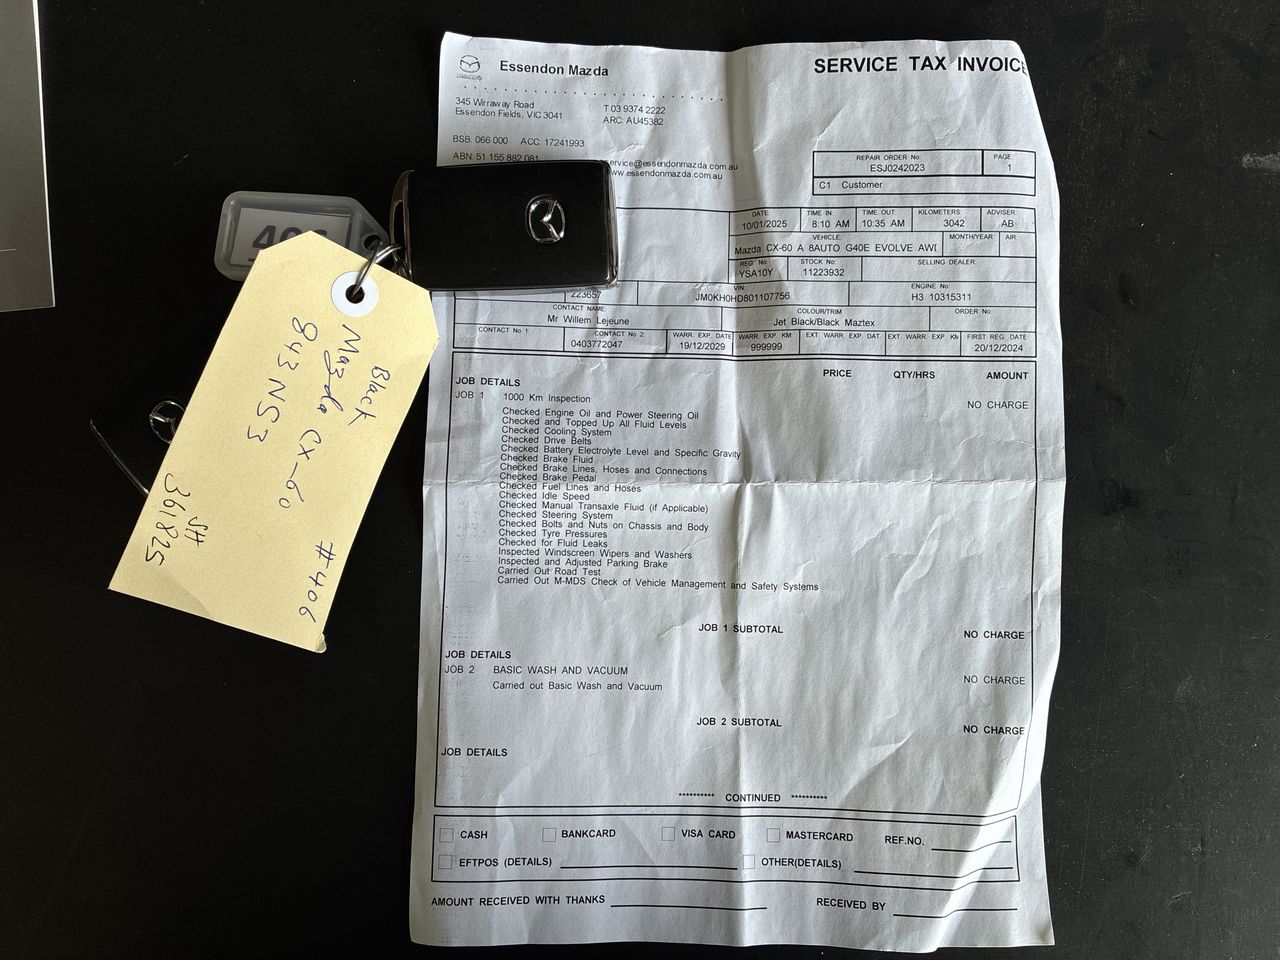 Essendon Mazda
SERVICE TAX INVOICE
345 Wirraway Road
Essendon Fields, VIC 3041
T 03 9374 2222
ARC: AU45382
BSB: 066 000 ACC: 17241993
ABN: 51 155 882 081
service@essendonmazda.com.au
www.essendonmazda.com.au
REPAIR ORDER No:
ESJ0242023
PAGE:
1
C1 Customer
DATE:
10/01/2025
TIME IN
8:10 AM
TIME OUT:
10:35 AM
KILOMETERS
3042
ADVISER:
AB
VEHICLE
Mazda CX-60 A 8AUTO G40E EVOLVE AWI
MONTH/YEAR
AIR
REG No:
YSA10Y
STOCK No:
11223932
SELLING DEALER:
223657
VIN:
JM0KH0HD801107756
ENGINE No:
H3 10315311
CONTACT NAME:
Mr Willem Lejeune
COLOUR/TRIM
Jet Black/Black Maztex
ORDER No:
CONTACT No 1:
CONTACT No 2:
0403772047
WARR. EXP. DATE
19/12/2029
WARR EXP KM
999999
EXT. WARR. EXP. DAT
EXT. WARR. EXP KM
FIRST REG. DATE
20/12/2024
JOB DETAILS
PRICE QTY/HRS AMOUNT
JOB 1 1000 Km Inspection NO CHARGE
Checked Engine Oil and Power Steering Oil
Checked and Topped Up All Fluid Levels
Checked Cooling System
Checked Drive Belts
Checked Battery Electrolyte Level and Specific Gravity
Checked Brake Fluid
Checked Brake Lines, Hoses and Connections
Checked Brake Pedal
Checked Fuel Lines and Hoses
Checked Idle Speed
Checked Manual Transaxle Fluid (if Applicable)
Checked Steering System
Checked Bolts and Nuts on Chassis and Body
Checked Tyre Pressures
Checked for Fluid Leaks
Inspected Windscreen Wipers and Washers
Inspected and Adjusted Parking Brake
Carried Out Road Test
Carried Out M-MDS Check of Vehicle Management and Safety Systems
JOB 1 SUBTOTAL NO CHARGE
JOB DETAILS
JOB 2 BASIC WASH AND VACUUM NO CHARGE
Carried out Basic Wash and Vacuum
JOB 2 SUBTOTAL NO CHARGE
JOB DETAILS
********* CONTINUED *********
CASH BANKCARD VISA CARD MASTERCARD REF.NO.
EFTPOS (DETAILS) OTHER(DETAILS)
AMOUNT RECEIVED WITH THANKS RECEIVED BY
Black
Mazda CX-60
843NS3
#406
SH
361825